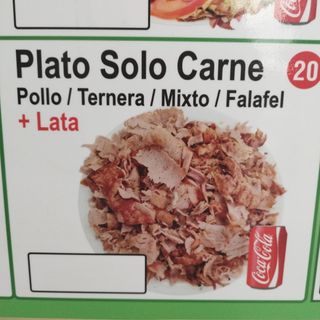 Plato Solo Carne
20
Pollo / Ternera / Mixto / Falafel
+ Lata
Coca-Cola